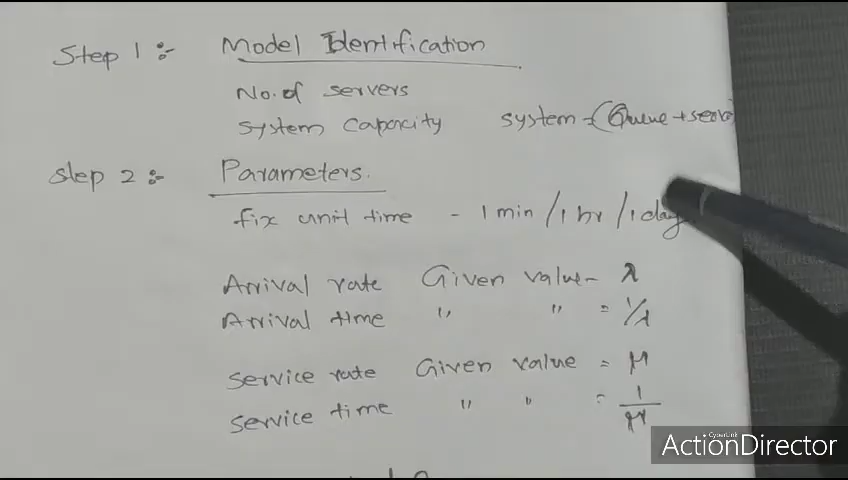 Step 1 :- Model Identification
No. of servers
system capacity system = (Queue + serv
step 2 :- Parameters.
fix unit time - 1 min / 1 hr / 1 day
Arrival rate Given value - λ
Arrival time " " = 1/λ
service rate Given value = μ
service time " " = 1/μ
CyberLink
ActionDirector